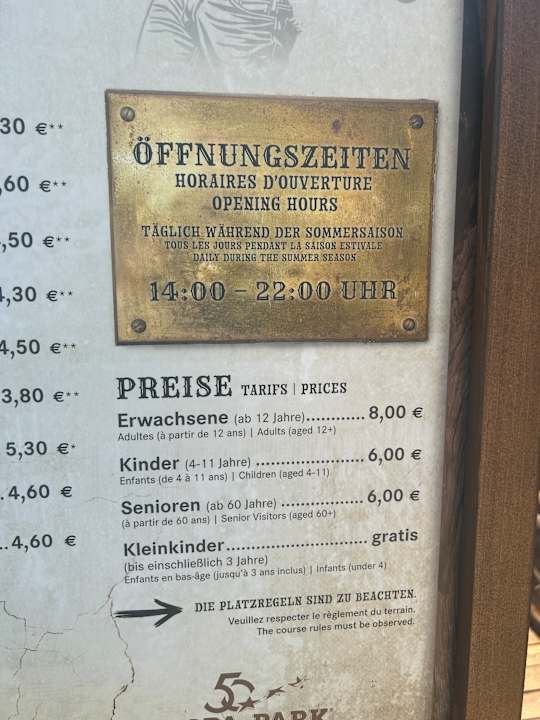 30 €**
,60 €**
,50 €**
4,30 €**
4,50 €**
3,80 €**
5,30 €*
4,60 €
4,60 €
ÖFFNUNGSZEITEN
HORAIRES D'OUVERTURE
OPENING HOURS
TÄGLICH WÄHREND DER SOMMERSAISON
TOUS LES JOURS PENDANT LA SAISON ESTIVALE
DAILY DURING THE SUMMER SEASON
14:00 – 22:00 UHR
PREISE TARIFS | PRICES
Erwachsene (ab 12 Jahre)............ 8,00 €
Adultes (à partir de 12 ans) | Adults (aged 12+)
Kinder (4-11 Jahre) ...................... 6,00 €
Enfants (de 4 à 11 ans) | Children (aged 4-11)
Senioren (ab 60 Jahre) ................. 6,00 €
(à partir de 60 ans) | Senior Visitors (aged 60+)
Kleinkinder............................. gratis
(bis einschließlich 3 Jahre)
Enfants en bas-âge (jusqu'à 3 ans inclus) | Infants (under 4)
DIE PLATZREGELN SIND ZU BEACHTEN.
Veuillez respecter le règlement du terrain.
The course rules must be observed.
50
PARK